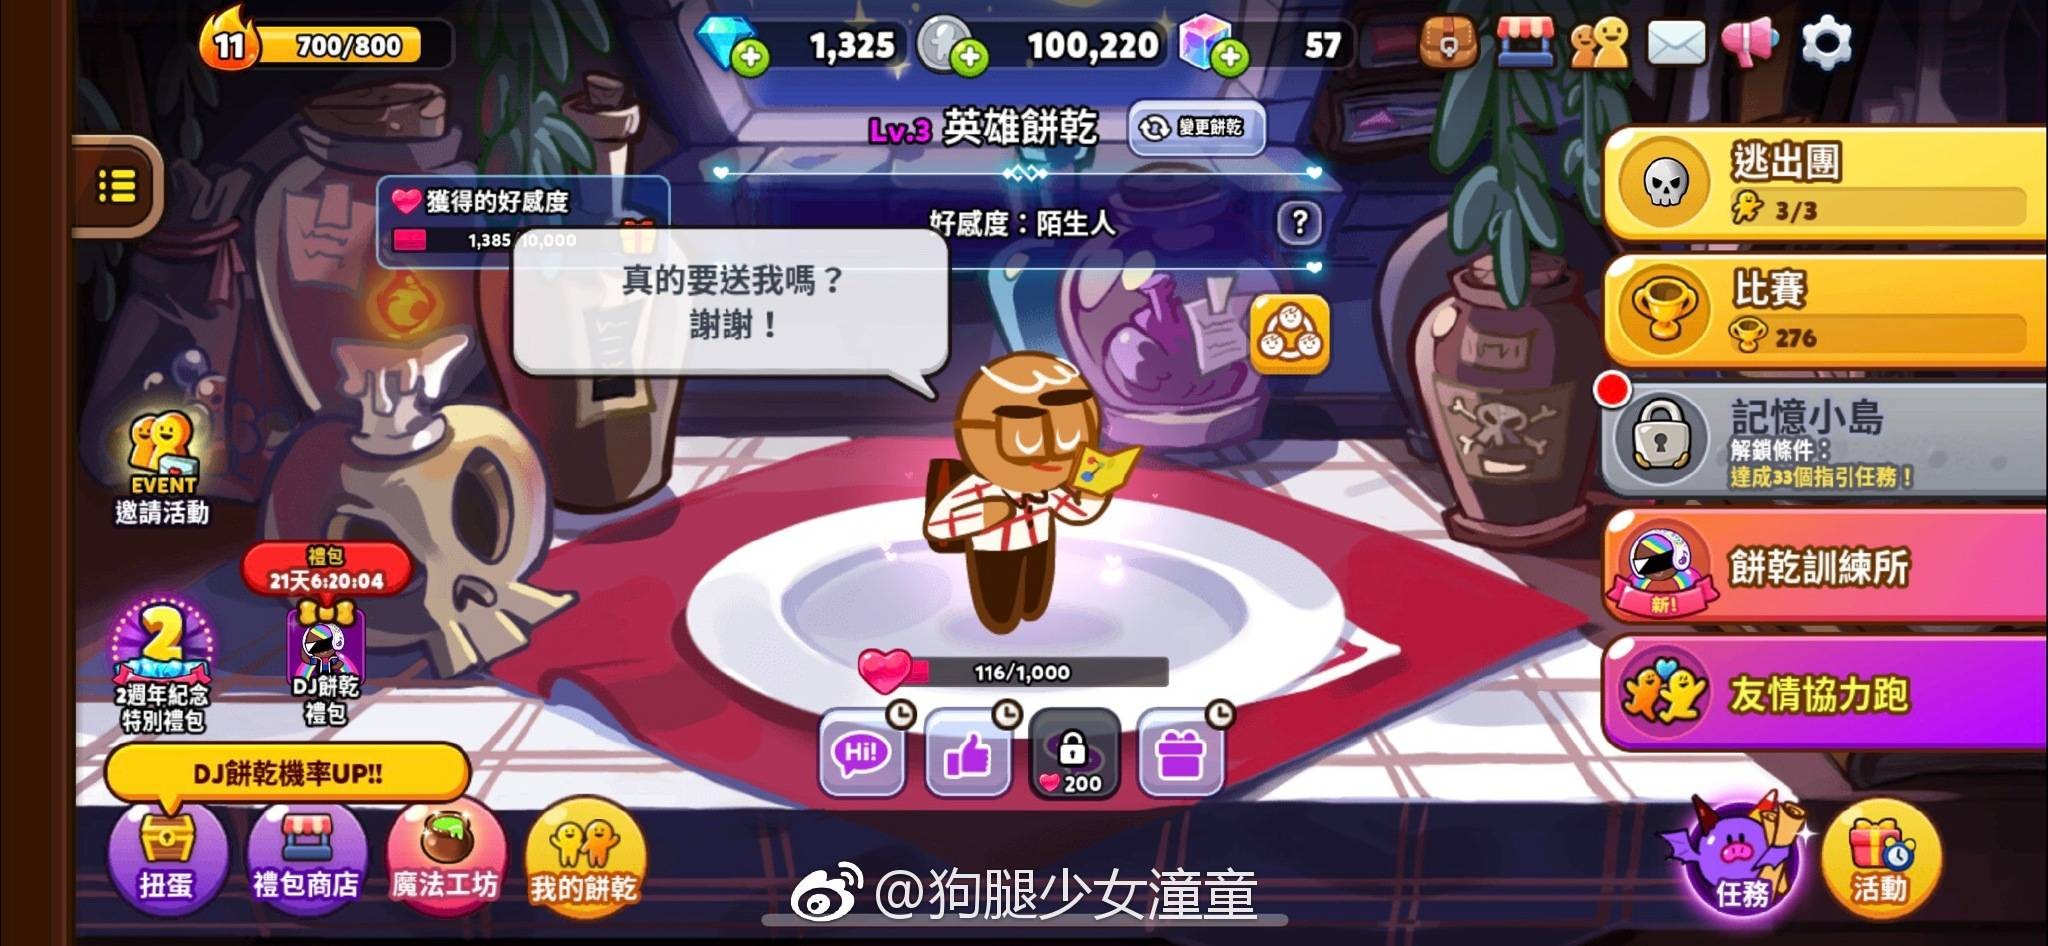 11
700/800
1,325
100,220
57
Lv.3 英雄餅乾
變更餅乾
獲得的好感度
1,385/10,000
好感度：陌生人
?
真的要送我嗎？
謝謝！
逃出團
3/3
比賽
276
記憶小島
解鎖條件：
達成33個指引任務！
餅乾訓練所
新!
友情協力跑
EVENT
邀請活動
禮包
21天6:20:04
2
2週年紀念
特別禮包
DJ餅乾
禮包
116/1,000
Hi!
200
DJ餅乾機率UP!!
扭蛋
禮包商店
魔法工坊
我的餅乾
任務
活動
@狗腿少女潼童